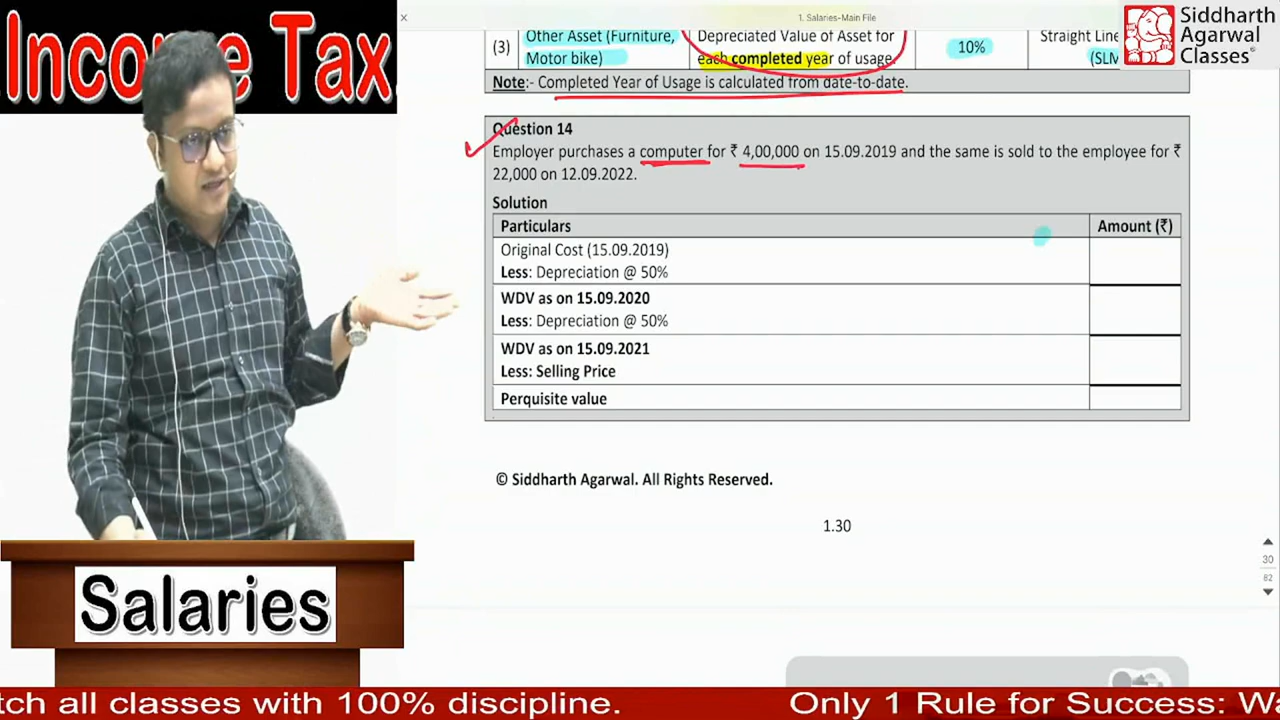 Income Tax
×
1. Salaries-Main File
Siddharth
Agarwal
Classes®
(3) Other Asset (Furniture, Motor bike) Depreciated Value of Asset for each completed year of usage. 10% Straight Line (SLM
Note:- Completed Year of Usage is calculated from date-to-date.
Question 14
Employer purchases a computer for ₹ 4,00,000 on 15.09.2019 and the same is sold to the employee for ₹
22,000 on 12.09.2022.
Solution
Particulars Amount (₹)
Original Cost (15.09.2019)
Less: Depreciation @ 50%
WDV as on 15.09.2020
Less: Depreciation @ 50%
WDV as on 15.09.2021
Less: Selling Price
Perquisite value
© Siddharth Agarwal. All Rights Reserved.
1.30
30
82
Salaries
tch all classes with 100% discipline. Only 1 Rule for Success: Wa